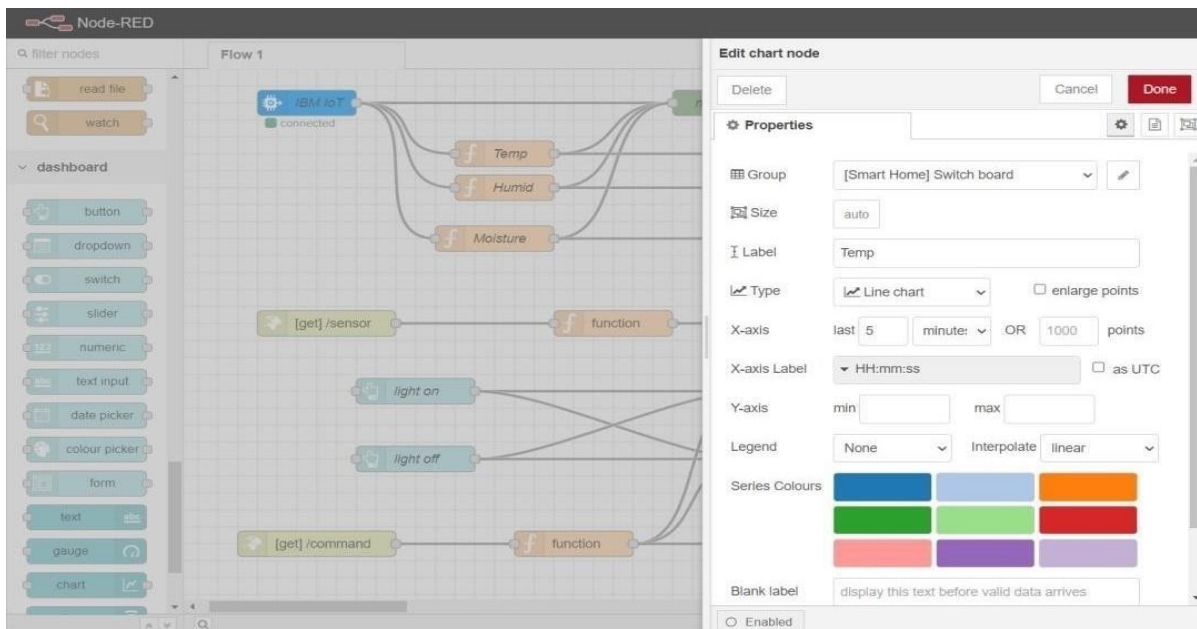 Node-RED
filter nodes
read file
watch
dashboard
button
dropdown
switch
slider
numeric
text input
date picker
colour picker
form
text
gauge
chart
Flow 1
IBM IoT
connected
Temp
Humid
Moisture
[get] /sensor
function
light on
light off
[get] /command
function
Edit chart node
Delete
Cancel Done
Properties
Group [Smart Home] Switch board
Size auto
Label Temp
Type Line chart enlarge points
X-axis last 5 minute OR 1000 points
X-axis Label HH:mm:ss as UTC
Y-axis min max
Legend None Interpolate linear
Series Colours
Blank label display this text before valid data arrives
Enabled